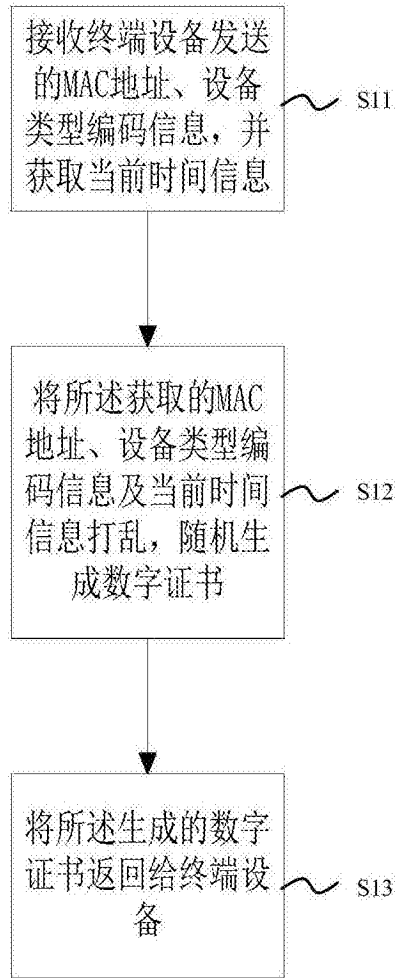 接收终端设备发送
的MAC地址、设备
类型编码信息，并
获取当前时间信息
S11
将所述获取的MAC
地址、设备类型编
码信息及当前时间
信息打乱，随机生
成数字证书
S12
将所述生成的数字
证书返回给终端设
备
S13